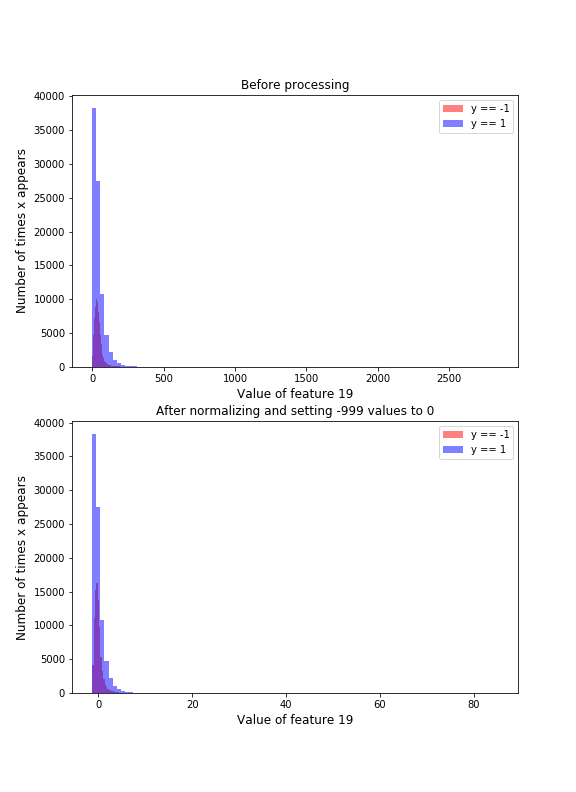 Before processing
40000
35000
30000
25000
20000
15000
10000
5000
0
Number of times x appears
y == -1
y == 1
0 500 1000 1500 2000 2500
Value of feature 19
After normalizing and setting -999 values to 0
40000
35000
30000
25000
20000
15000
10000
5000
0
Number of times x appears
y == -1
y == 1
0 20 40 60 80
Value of feature 19